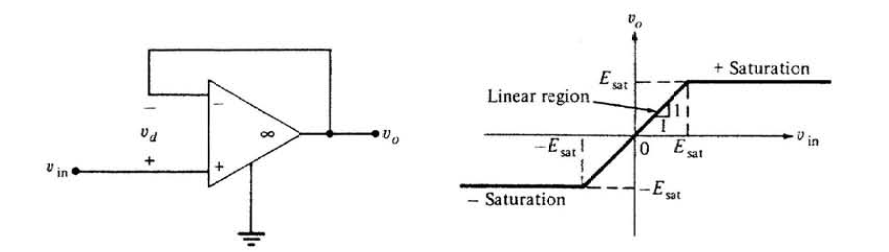 −
−
v_d
∞
v_o
+
+
v_in
v_o
+ Saturation
E_sat
Linear region
1
1
−E_sat
0
E_sat
v_in
−E_sat
− Saturation